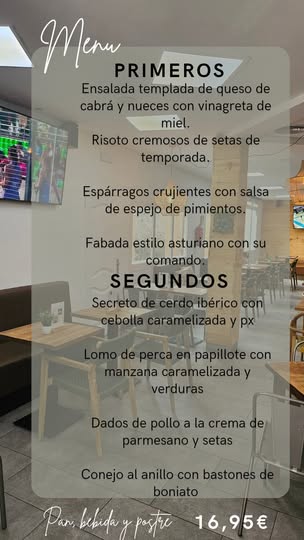 Menu
PRIMEROS
Ensalada templada de queso de
cabrá y nueces con vinagreta de
miel.
Risoto cremosos de setas de
temporada.
Espárragos crujientes con salsa
de espejo de pimientos.
Fabada estilo asturiano con su
comando.
SEGUNDOS
Secreto de cerdo ibérico con
cebolla caramelizada y px
Lomo de perca en papillote con
manzana caramelizada y
verduras
Dados de pollo a la crema de
parmesano y setas
Conejo al anillo con bastones de
boniato
Pan, bebida y postre 16,95€